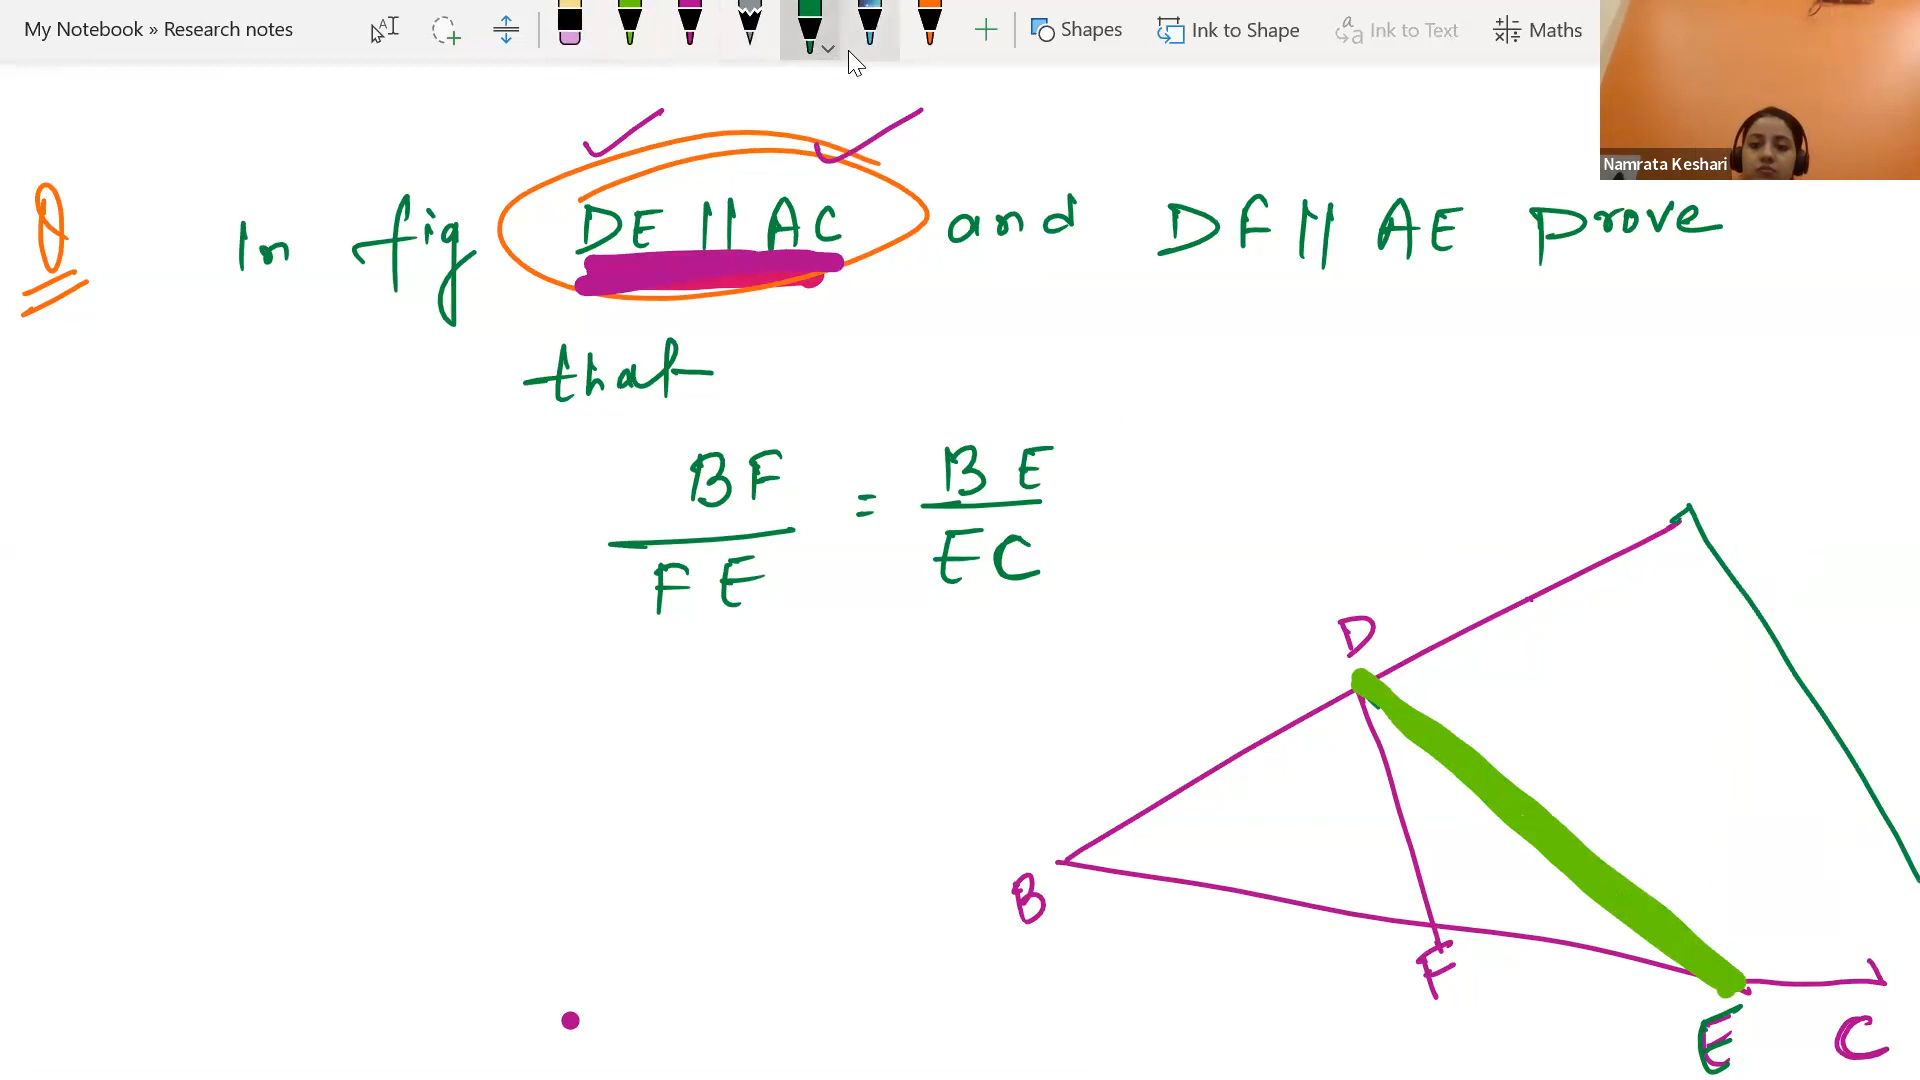 My Notebook » Research notes
Shapes
Ink to Shape
Ink to Text
Maths
Namrata Keshari
Q In fig DE || AC and DF || AE Prove
that
BF = BE
FE EC
D
B
F
E
C